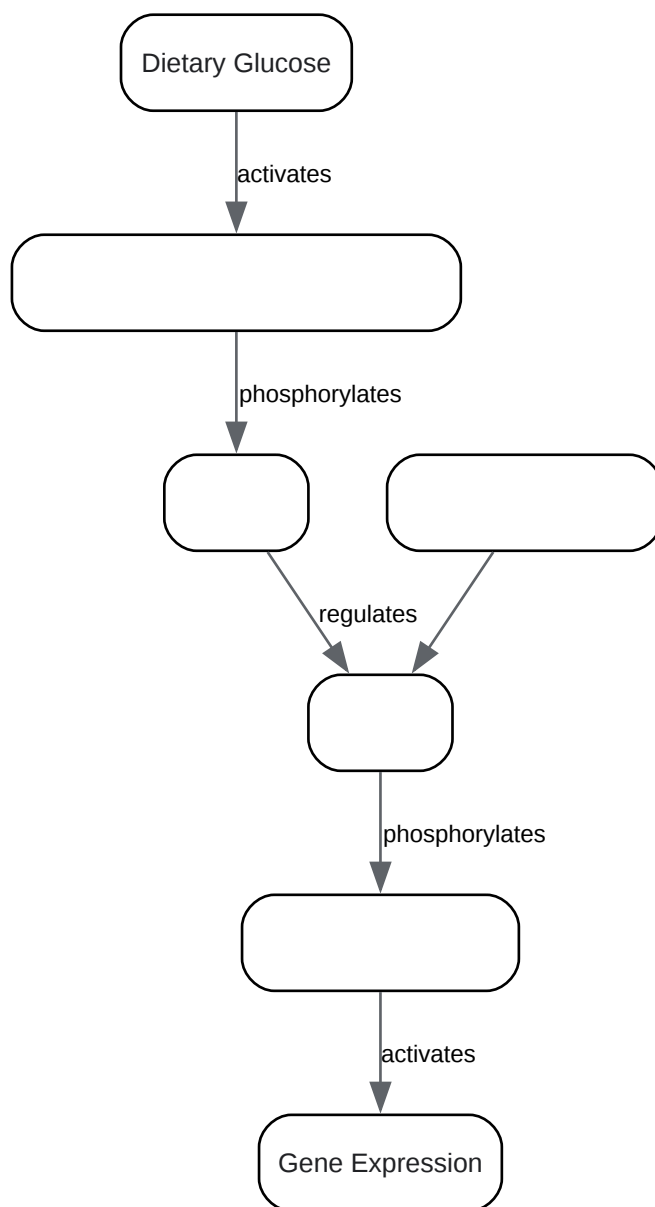 Dietary Glucose
activates
phosphorylates
regulates
phosphorylates
activates
Gene Expression